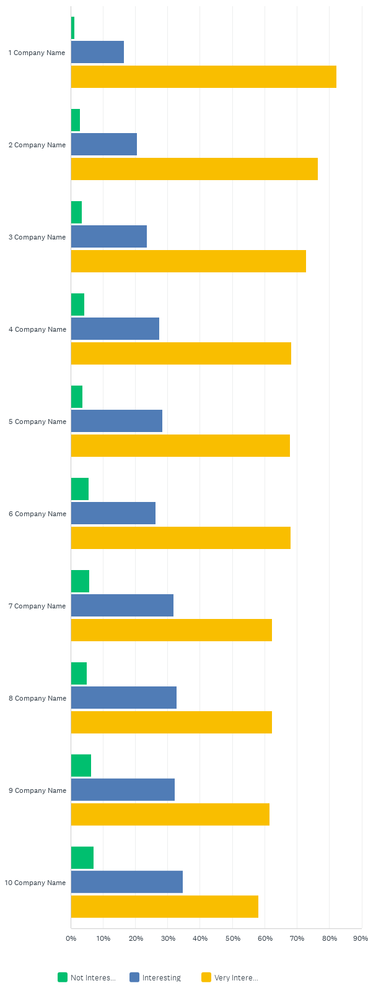 1 Company Name
2 Company Name
3 Company Name
4 Company Name
5 Company Name
6 Company Name
7 Company Name
8 Company Name
9 Company Name
10 Company Name
0% 10% 20% 30% 40% 50% 60% 70% 80% 90%
Not Interes... Interesting Very Intere...